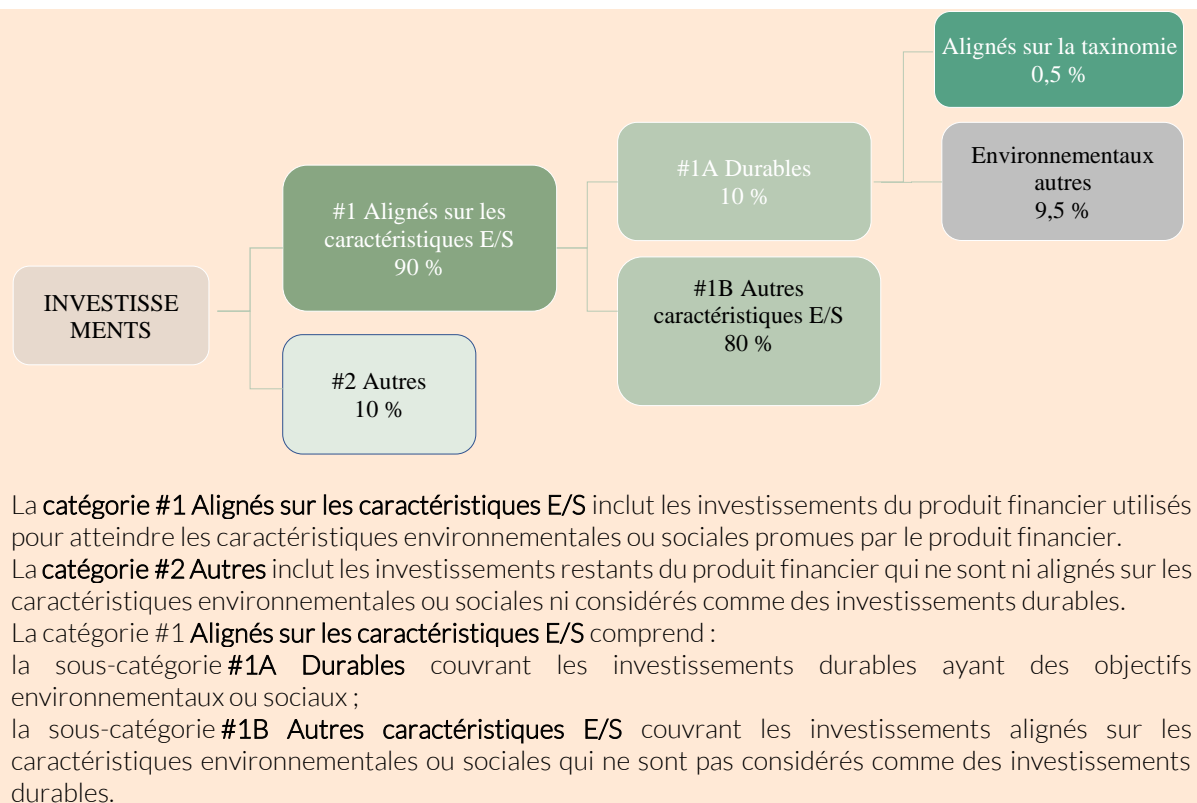 Alignés sur la taxinomie
0,5 %
Environnementaux
autres
9,5 %
#1A Durables
10 %
#1 Alignés sur les
caractéristiques E/S
90 %
#1B Autres
caractéristiques E/S
80 %
INVESTISSE
MENTS
#2 Autres
10 %
La catégorie #1 Alignés sur les caractéristiques E/S inclut les investissements du produit financier utilisés
pour atteindre les caractéristiques environnementales ou sociales promues par le produit financier.
La catégorie #2 Autres inclut les investissements restants du produit financier qui ne sont ni alignés sur les
caractéristiques environnementales ou sociales ni considérés comme des investissements durables.
La catégorie #1 Alignés sur les caractéristiques E/S comprend :
la sous-catégorie #1A Durables couvrant les investissements durables ayant des objectifs
environnementaux ou sociaux ;
la sous-catégorie #1B Autres caractéristiques E/S couvrant les investissements alignés sur les
caractéristiques environnementales ou sociales qui ne sont pas considérés comme des investissements
durables.